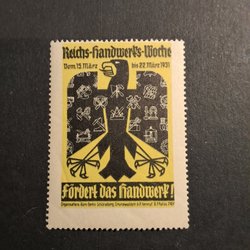 Reichs-Handwerks-Woche
Vom 15. März bis 22 März 1931
Fördert das Handwerk!